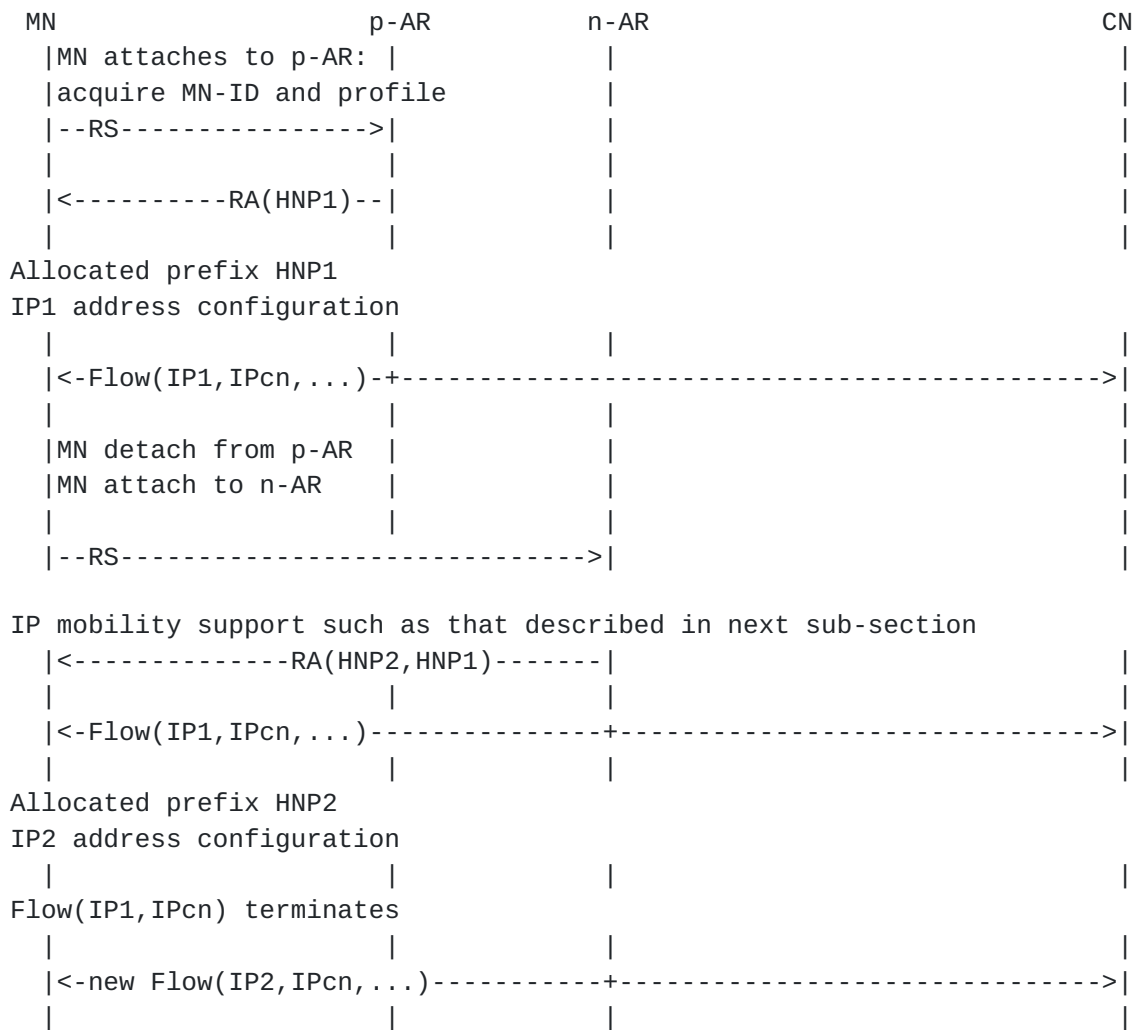 MN                    p-AR          n-AR                             CN
  |MN attaches to p-AR: |             |                                |
  |acquire MN-ID and profile          |                                |
  |--RS---------------->|             |                                |
  |                     |             |                                |
  |<----------RA(HNP1)--|             |                                |
  |                     |             |                                |
Allocated prefix HNP1
IP1 address configuration
  |                     |             |                                |
  |<-Flow(IP1,IPcn,...)-+--------------------------------------------->|
  |                     |             |                                |
  |MN detach from p-AR  |             |                                |
  |MN attach to n-AR    |             |                                |
  |                     |             |                                |
  |--RS------------------------------>|                                |

IP mobility support such as that described in next sub-section
  |<--------------RA(HNP2,HNP1)-------|                                |
  |                     |             |                                |
  |<-Flow(IP1,IPcn,...)---------------+------------------------------->|
  |                     |             |                                |
Allocated prefix HNP2
IP2 address configuration
  |                     |             |                                |
Flow(IP1,IPcn) terminates
  |                     |             |                                |
  |<-new Flow(IP2,IPcn,...)-----------+------------------------------->|
  |                     |             |                                |